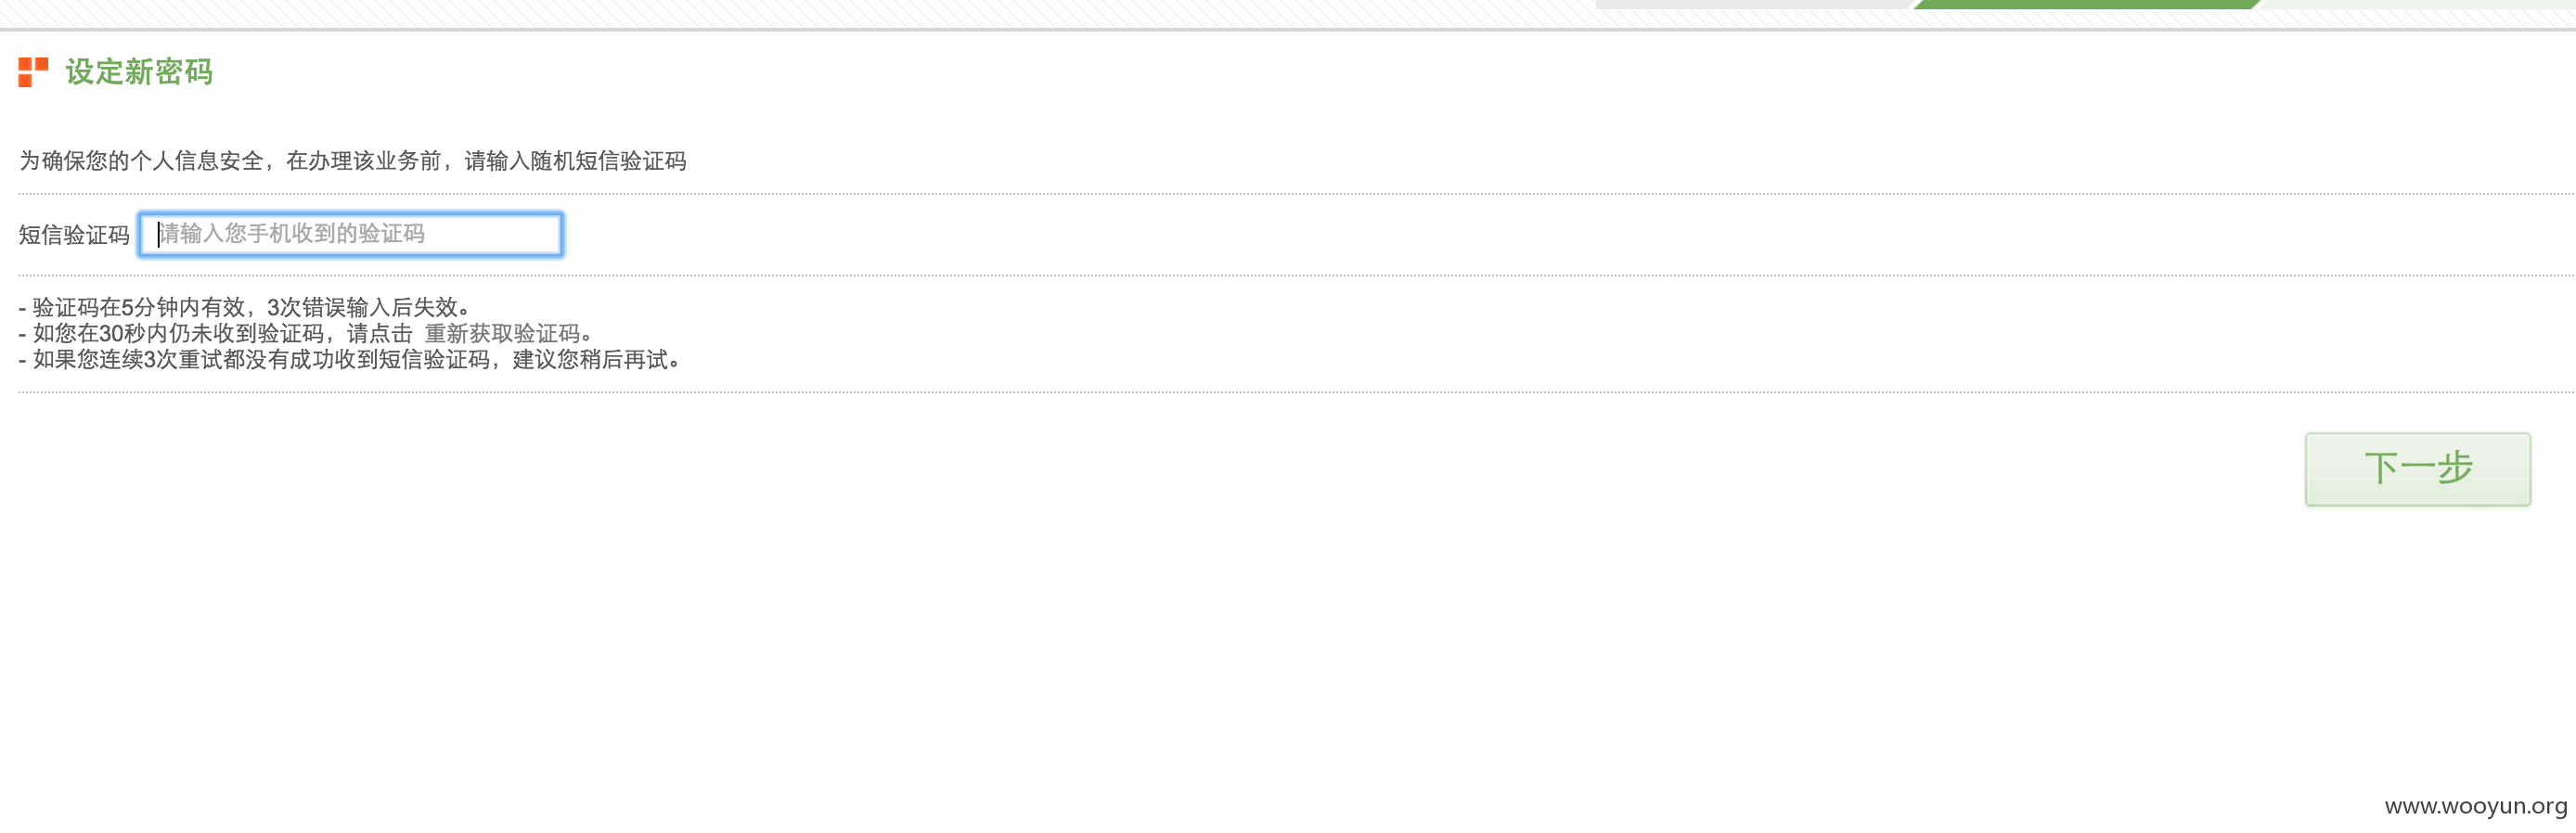 设定新密码
为确保您的个人信息安全，在办理该业务前，请输入随机短信验证码
短信验证码 请输入您手机收到的验证码
- 验证码在5分钟内有效，3次错误输入后失效。
- 如您在30秒内仍未收到验证码，请点击 重新获取验证码。
- 如果您连续3次重试都没有成功收到短信验证码，建议您稍后再试。
下一步
www.wooyun.org